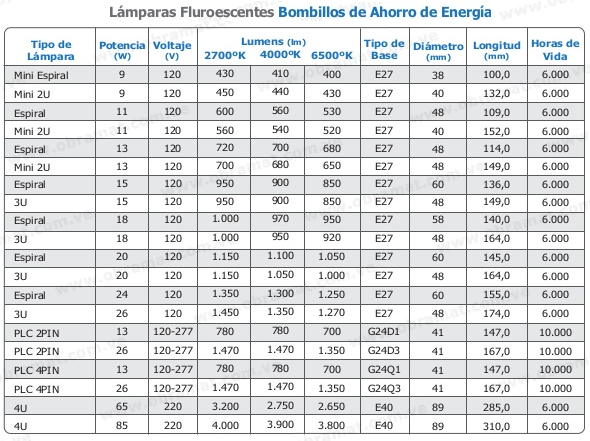 Lámparas Fluroescentes Bombillos de Ahorro de Energía
Tipo de Lámpara Potencia (W) Voltaje (V) Lumens (lm) 2700ºK 4000ºK 6500ºK Tipo de Base Diámetro (mm) Longitud (mm) Horas de Vida
Mini Espiral 9 120 430 410 400 E27 38 100,0 6.000
Mini 2U 9 120 450 440 430 E27 40 132,0 6.000
Espiral 11 120 600 560 530 E27 48 109,0 6.000
Mini 2U 11 120 560 540 520 E27 40 152,0 6.000
Espiral 13 120 720 700 680 E27 48 114,0 6.000
Mini 2U 13 120 700 680 650 E27 48 149,0 6.000
Espiral 15 120 950 900 850 E27 60 136,0 6.000
3U 15 120 950 900 850 E27 48 149,0 6.000
Espiral 18 120 1.000 970 950 E27 58 140,0 6.000
3U 18 120 1.000 950 920 E27 48 164,0 6.000
Espiral 20 120 1.150 1.100 1.050 E27 60 145,0 6.000
3U 20 120 1.150 1.050 1.000 E27 48 164,0 6.000
Espiral 24 120 1.350 1.300 1.250 E27 60 155,0 6.000
3U 26 120 1.450 1.350 1.270 E27 48 174,0 6.000
PLC 2PIN 13 120-277 780 780 700 G24D1 41 147,0 10.000
PLC 2PIN 26 120-277 1.470 1.470 1.350 G24D3 41 167,0 10.000
PLC 4PIN 13 120-277 780 780 700 G24Q1 41 147,0 10.000
PLC 4PIN 26 120-277 1.470 1.470 1.350 G24Q3 41 167,0 10.000
4U 65 220 3.200 2.750 2.650 E40 89 285,0 6.000
4U 85 220 4.000 3.900 3.800 E40 89 310,0 6.000
www.obramat.com.ve